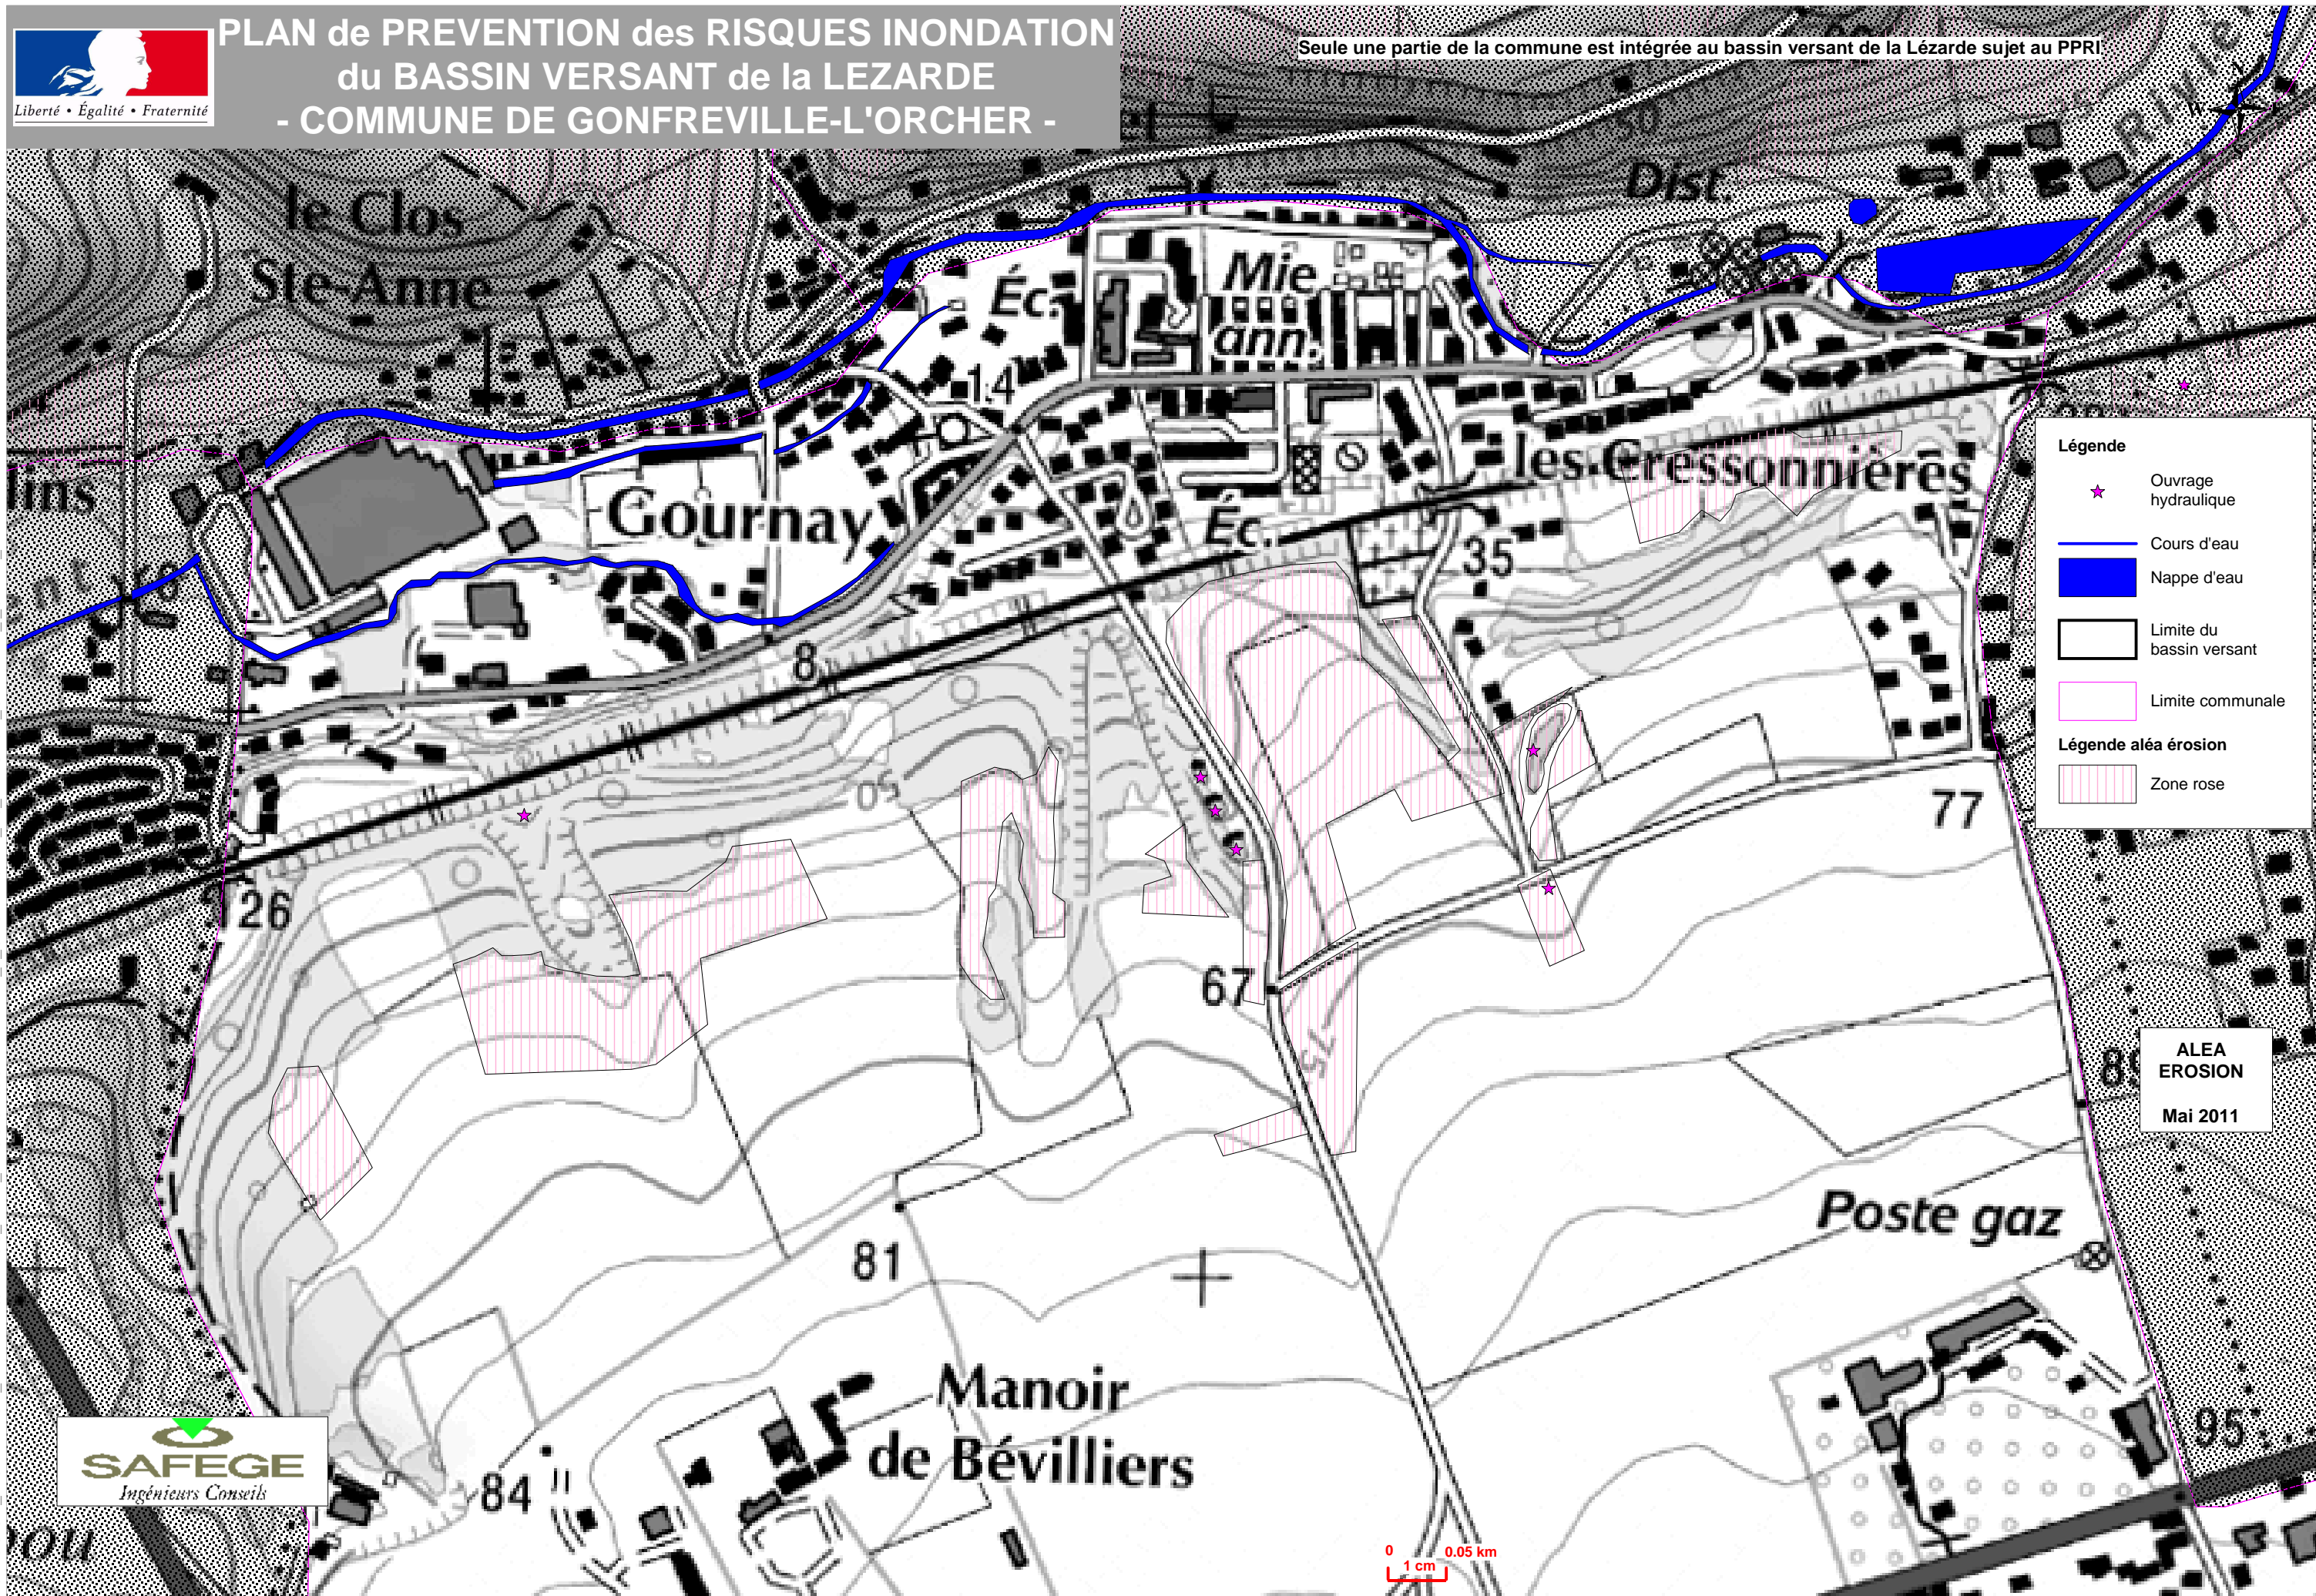 PLAN de PREVENTION des RISQUES INONDATION
du BASSIN VERSANT de la LEZARDE
- COMMUNE DE GONFREVILLE-L'ORCHER -
Liberté • Égalité • Fraternité
Seule une partie de la commune est intégrée au bassin versant de la Lézarde sujet au PPRI
Dist.
le Clos
Ste-Anne
Éc.
Mie
ann.
14
les Cressonnières
Gournay
Éc.
35
8
05
26
77
67
75
81
Poste gaz
Manoir
de Bévilliers
84
95
Légende
Ouvrage
hydraulique
Cours d'eau
Nappe d'eau
Limite du
bassin versant
Limite communale
Légende aléa érosion
Zone rose
ALEA
EROSION
Mai 2011
SAFEGE
Ingénieurs Conseils
0 0.05 km
1 cm